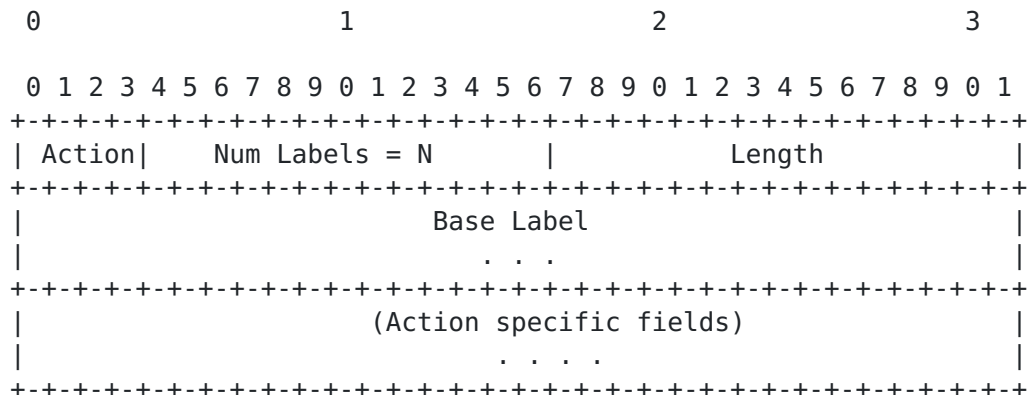 0                   1                   2                   3
0 1 2 3 4 5 6 7 8 9 0 1 2 3 4 5 6 7 8 9 0 1 2 3 4 5 6 7 8 9 0 1
+-+-+-+-+-+-+-+-+-+-+-+-+-+-+-+-+-+-+-+-+-+-+-+-+-+-+-+-+-+-+-+-+
| Action|    Num Labels = N       |           Length            |
+-+-+-+-+-+-+-+-+-+-+-+-+-+-+-+-+-+-+-+-+-+-+-+-+-+-+-+-+-+-+-+-+
|                          Base Label                           |
|                             . . .                             |
+-+-+-+-+-+-+-+-+-+-+-+-+-+-+-+-+-+-+-+-+-+-+-+-+-+-+-+-+-+-+-+-+
|                      (Action specific fields)                 |
|                              . . . .                          |
+-+-+-+-+-+-+-+-+-+-+-+-+-+-+-+-+-+-+-+-+-+-+-+-+-+-+-+-+-+-+-+-+